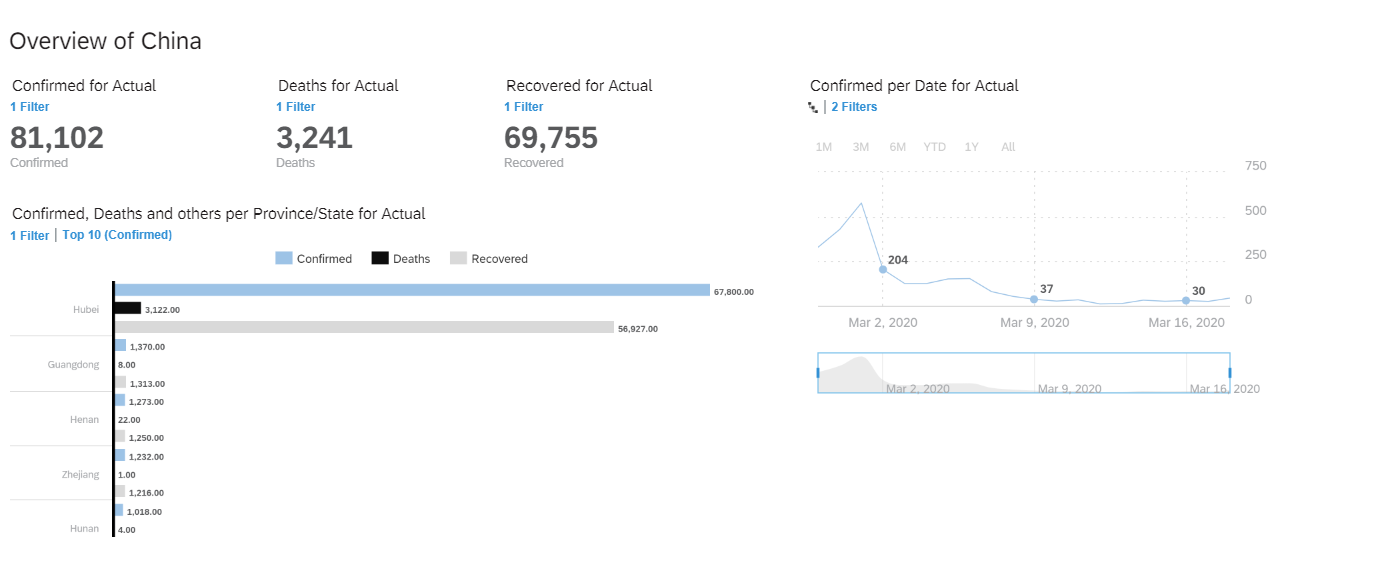 Overview of China
Confirmed for Actual
1 Filter
81,102
Confirmed
Deaths for Actual
1 Filter
3,241
Deaths
Recovered for Actual
1 Filter
69,755
Recovered
Confirmed, Deaths and others per Province/State for Actual
1 Filter | Top 10 (Confirmed)
Confirmed Deaths Recovered
Hubei
67,800.00
3,122.00
56,927.00
Guangdong
1,370.00
8.00
1,313.00
Henan
1,273.00
22.00
1,250.00
Zhejiang
1,232.00
1.00
1,216.00
Hunan
1,018.00
4.00
Confirmed per Date for Actual
| 2 Filters
1M 3M 6M YTD 1Y All
750
500
250
0
204
37
30
Mar 2, 2020 Mar 9, 2020 Mar 16, 2020
Mar 2, 2020 Mar 9, 2020 Mar 16, 2020